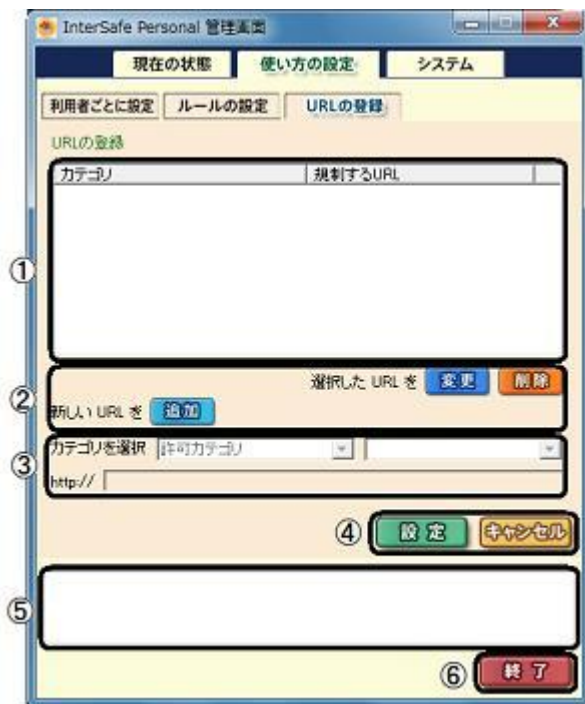 InterSafe Personal 管理画面
現在の状態 使い方の設定 システム
利用者ごとに設定 ルールの設定 URLの登録
URLの登録
カテゴリ 規制するURL
①
選択した URL を 変更 削除
②
新しい URL を 追加
カテゴリを選択 許可カテゴリ
③
http://
④ 設定 キャンセル
⑤
⑥ 終了